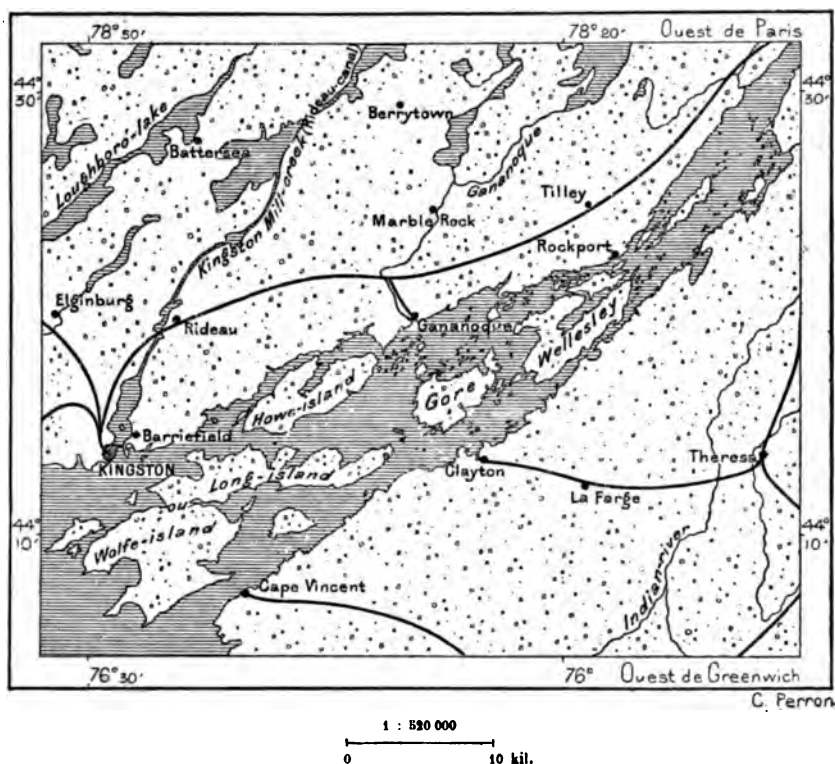 78°50'
78°20'
Ouest de Paris
44°
30'
44°
30'
Berrytown
Loughboro-lake
Battersea
Kingston Mill creek (Rideau canal)
Gananoque
Tilley
Marble Rock
Rockport
Elginburg
Rideau
Gananoque
Wellesley
Howe-island
Gore
Barriefield
KINGSTON
Long-Island
Clayton
Theresa
La Farge
ou
44°
10'
44°
10'
Wolfe-island
Indian-river
Cape Vincent
76°30'
76°
Ouest de Greenwich
C. Perron
1 : 520 000
0 10 kil.